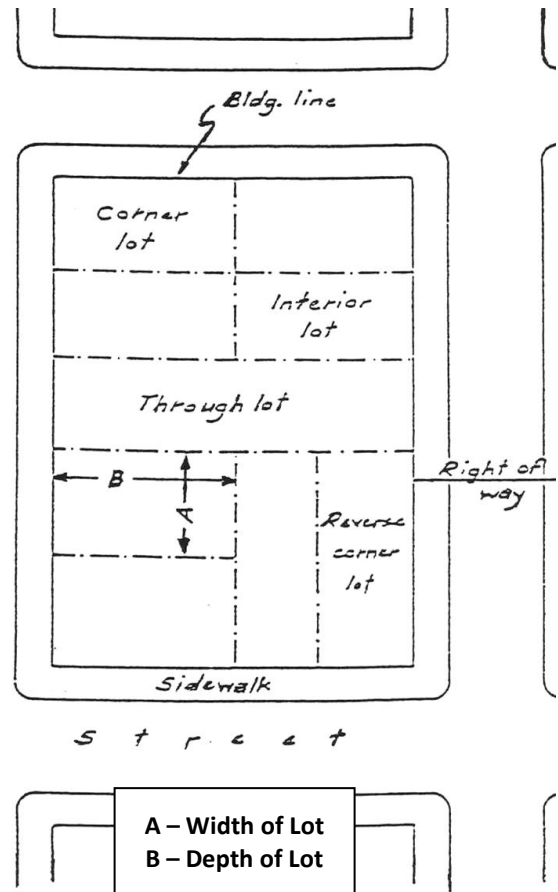 Bldg. line
Corner
lot
Interior
lot
Through lot
B
A
Right of
way
Reverse
corner
lot
Sidewalk
Street
A – Width of Lot
B – Depth of Lot